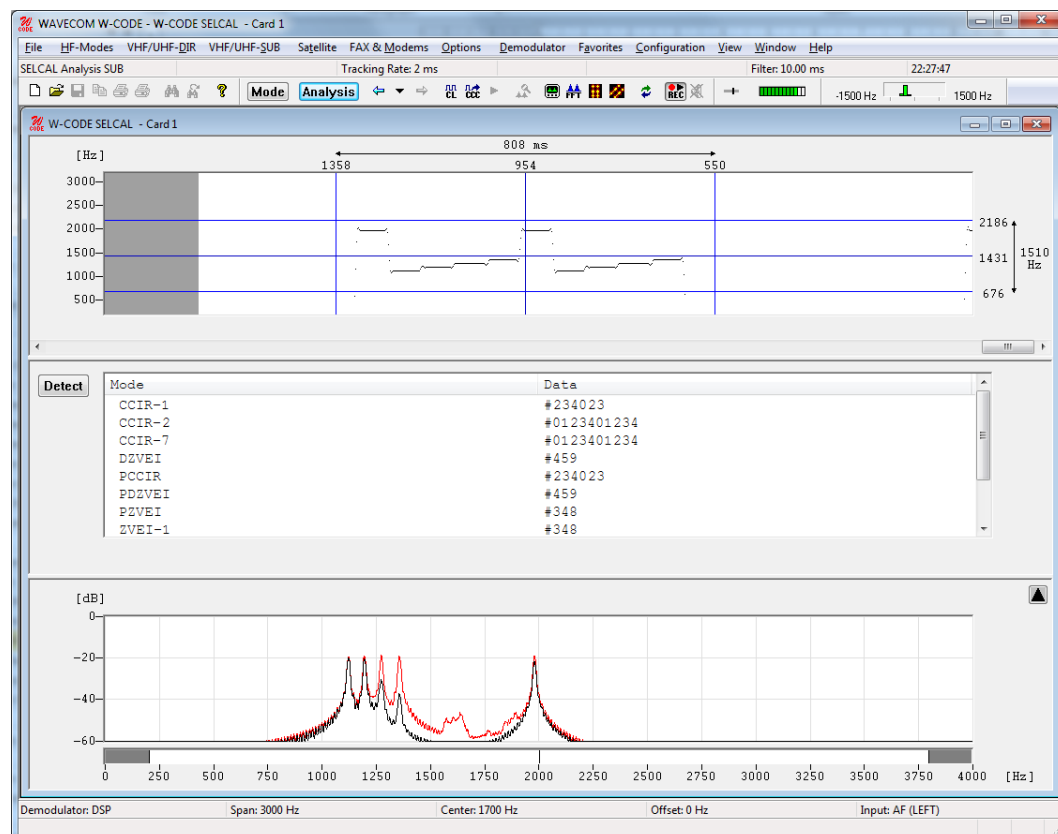 W CODE WAVECOM W-CODE - W-CODE SELCAL - Card 1
File HF-Modes VHF/UHF-DIR VHF/UHF-SUB Satellite FAX & Modems Options Demodulator Favorites Configuration View Window Help
SELCAL Analysis SUB Tracking Rate: 2 ms Filter: 10.00 ms 22:27:47
? Mode Analysis CL CCC REC -1500 Hz 1500 Hz
W CODE W-CODE SELCAL - Card 1
808 ms
[Hz] 1358 954 550
3000
2500
2000 2186
1500 1431 1510 Hz
1000
500 676
Detect Mode Data
CCIR-1 #234023
CCIR-2 #0123401234
CCIR-7 #0123401234
DZVEI #459
PCCIR #234023
PDZVEI #459
PZVEI #348
ZVEI-1 #348
[dB]
0
-20
-40
-60
0 250 500 750 1000 1250 1500 1750 2000 2250 2500 2750 3000 3250 3500 3750 4000 [Hz]
Demodulator: DSP Span: 3000 Hz Center: 1700 Hz Offset: 0 Hz Input: AF (LEFT)